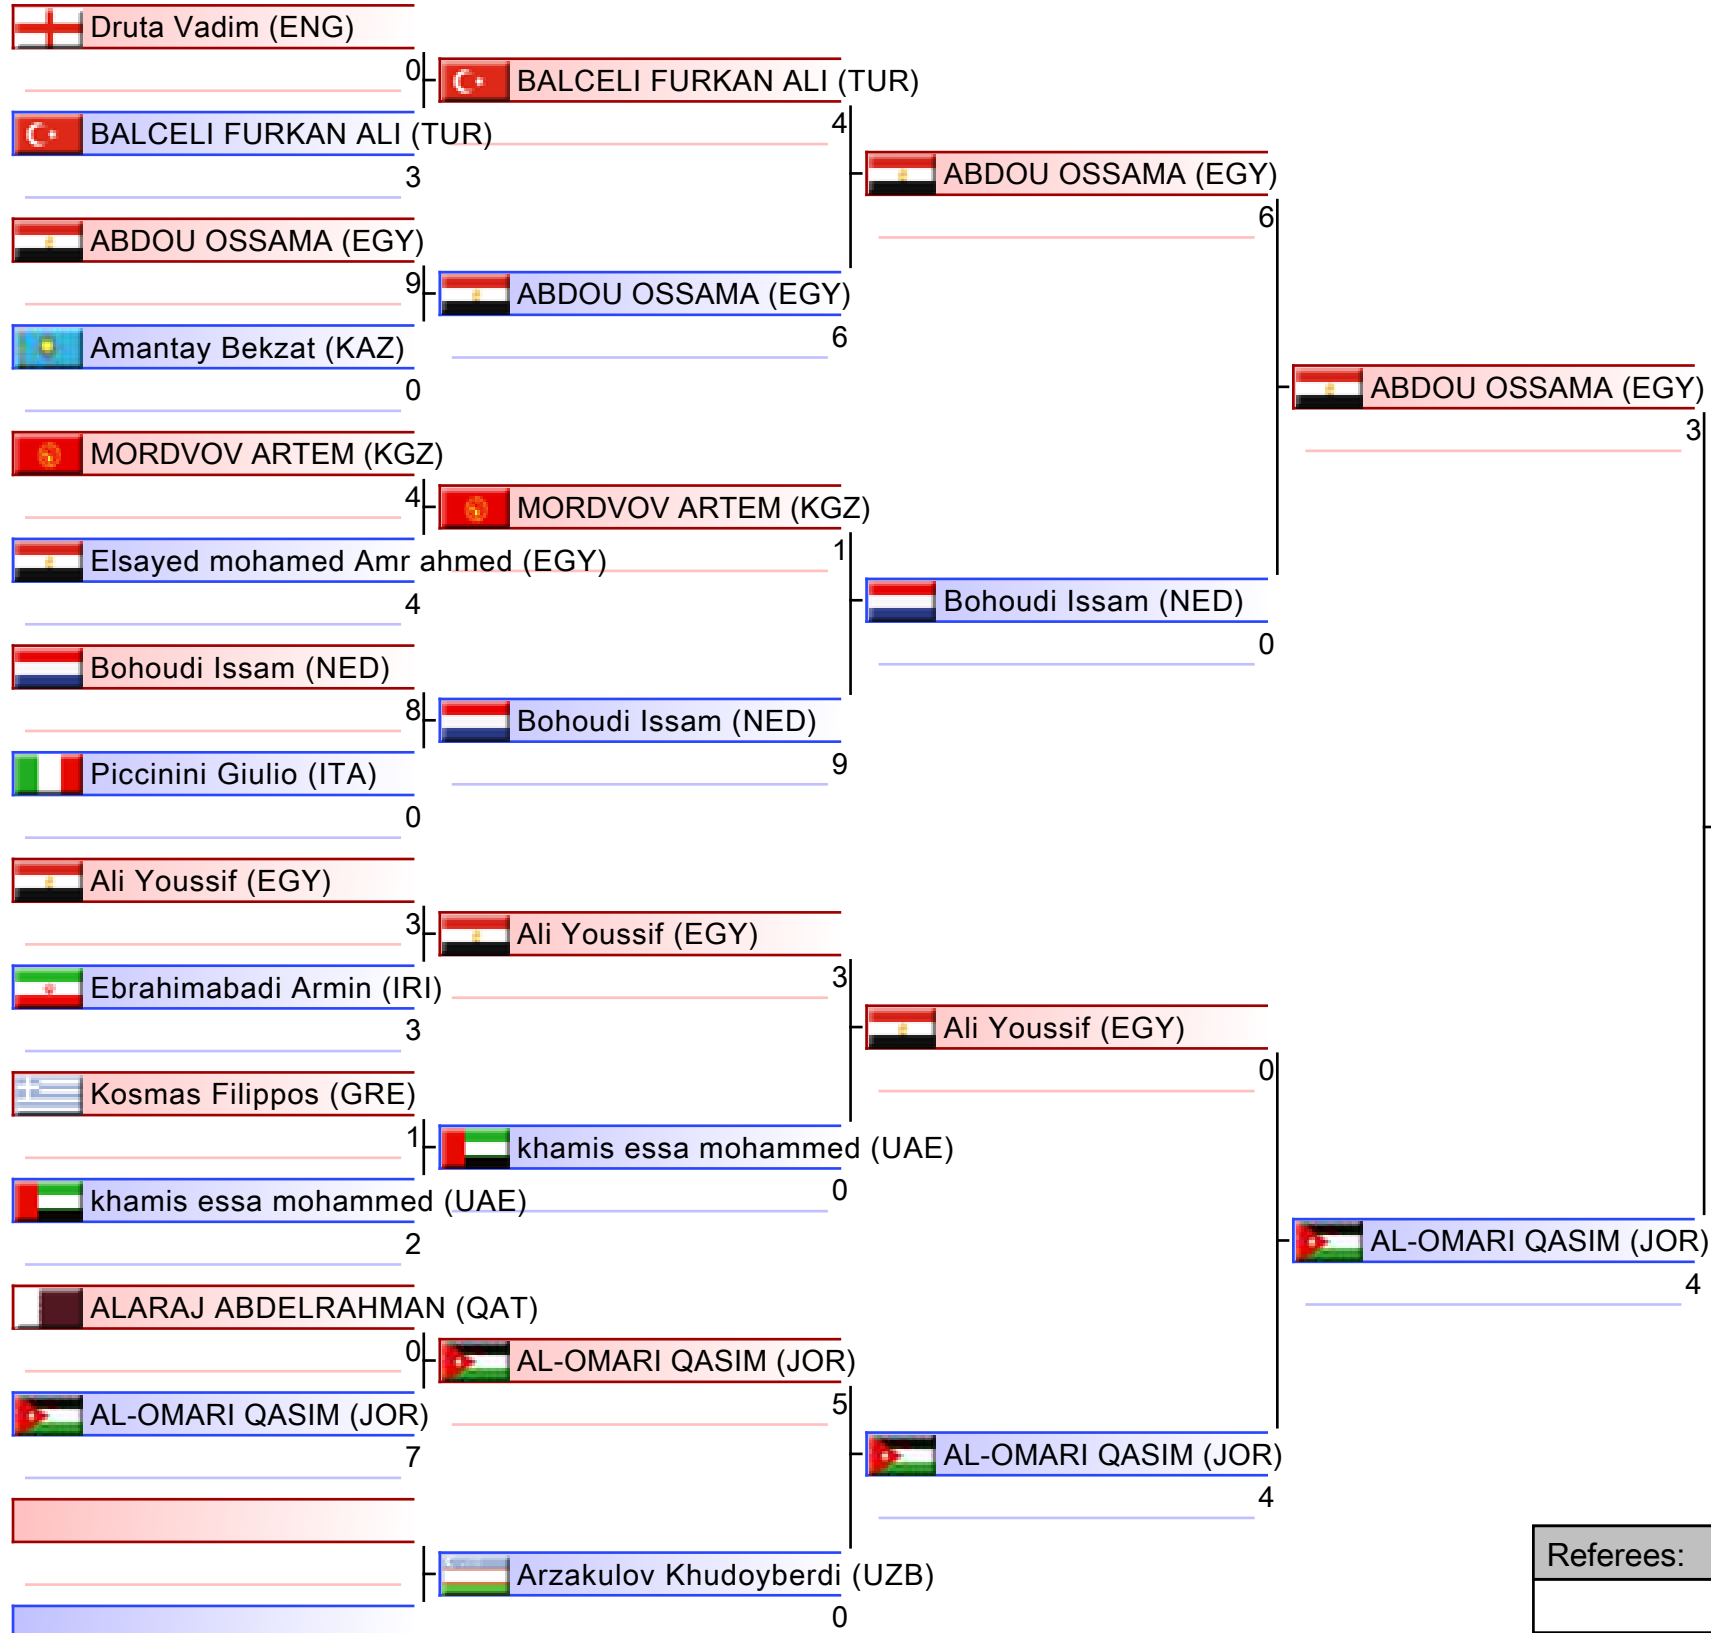 Druta Vadim (ENG)
0
BALCELI FURKAN ALI (TUR)
3
ABDOU OSSAMA (EGY)
9
Amantay Bekzat (KAZ)
0
MORDVOV ARTEM (KGZ)
4
Elsayed mohamed Amr ahmed (EGY)
4
Bohoudi Issam (NED)
8
Piccinini Giulio (ITA)
0
Ali Youssif (EGY)
3
Ebrahimabadi Armin (IRI)
3
Kosmas Filippos (GRE)
1
khamis essa mohammed (UAE)
2
ALARAJ ABDELRAHMAN (QAT)
0
AL-OMARI QASIM (JOR)
7
BALCELI FURKAN ALI (TUR)
4
ABDOU OSSAMA (EGY)
6
MORDVOV ARTEM (KGZ)
1
Bohoudi Issam (NED)
9
Ali Youssif (EGY)
3
khamis essa mohammed (UAE)
0
AL-OMARI QASIM (JOR)
5
Arzakulov Khudoyberdi (UZB)
0
ABDOU OSSAMA (EGY)
6
Bohoudi Issam (NED)
0
Ali Youssif (EGY)
0
AL-OMARI QASIM (JOR)
4
ABDOU OSSAMA (EGY)
3
AL-OMARI QASIM (JOR)
4
Referees: